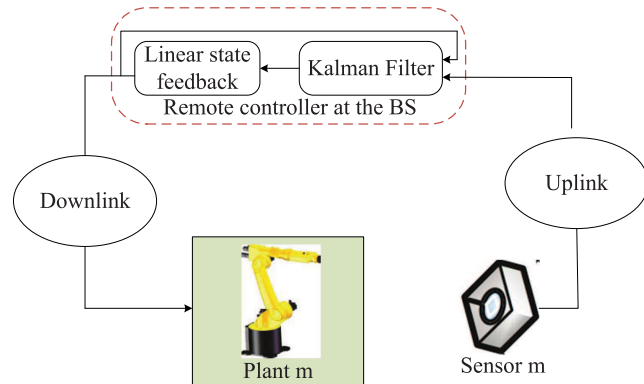 Linear state
feedback
Kalman Filter
Remote controller at the BS
Downlink
Uplink
Plant m
Sensor m